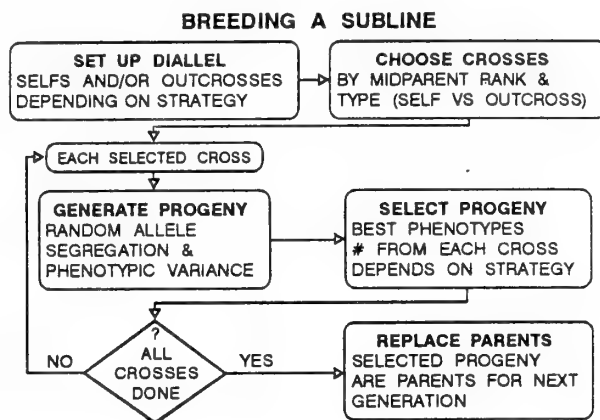 BREEDING A SUBLINE
SET UP DIALLEL
SELFS AND/OR OUTCROSSES
DEPENDING ON STRATEGY
CHOOSE CROSSES
BY MIDPARENT RANK &
TYPE (SELF VS OUTCROSS)
EACH SELECTED CROSS
GENERATE PROGENY
RANDOM ALLELE
SEGREGATION &
PHENOTYPIC VARIANCE
SELECT PROGENY
BEST PHENOTYPES
# FROM EACH CROSS
DEPENDS ON STRATEGY
?
ALL
CROSSES
DONE
NO
YES
REPLACE PARENTS
SELECTED PROGENY
ARE PARENTS FOR NEXT
GENERATION